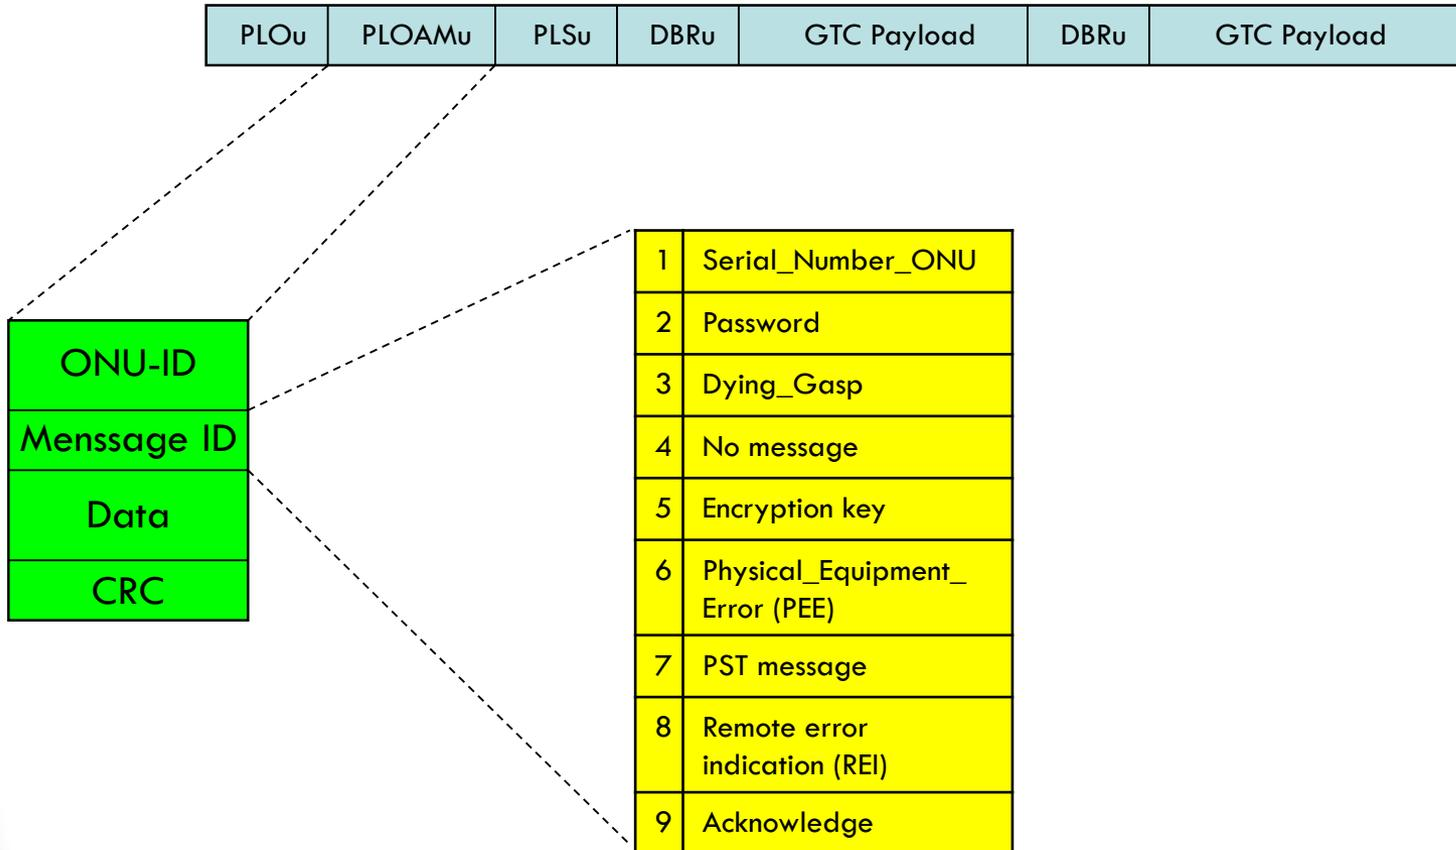 PLOu PLOAMu PLSu DBRu GTC Payload DBRu GTC Payload
ONU-ID
Menssage ID
Data
CRC
1 Serial_Number_ONU
2 Password
3 Dying_Gasp
4 No message
5 Encryption key
6 Physical_Equipment_
Error (PEE)
7 PST message
8 Remote error
indication (REI)
9 Acknowledge